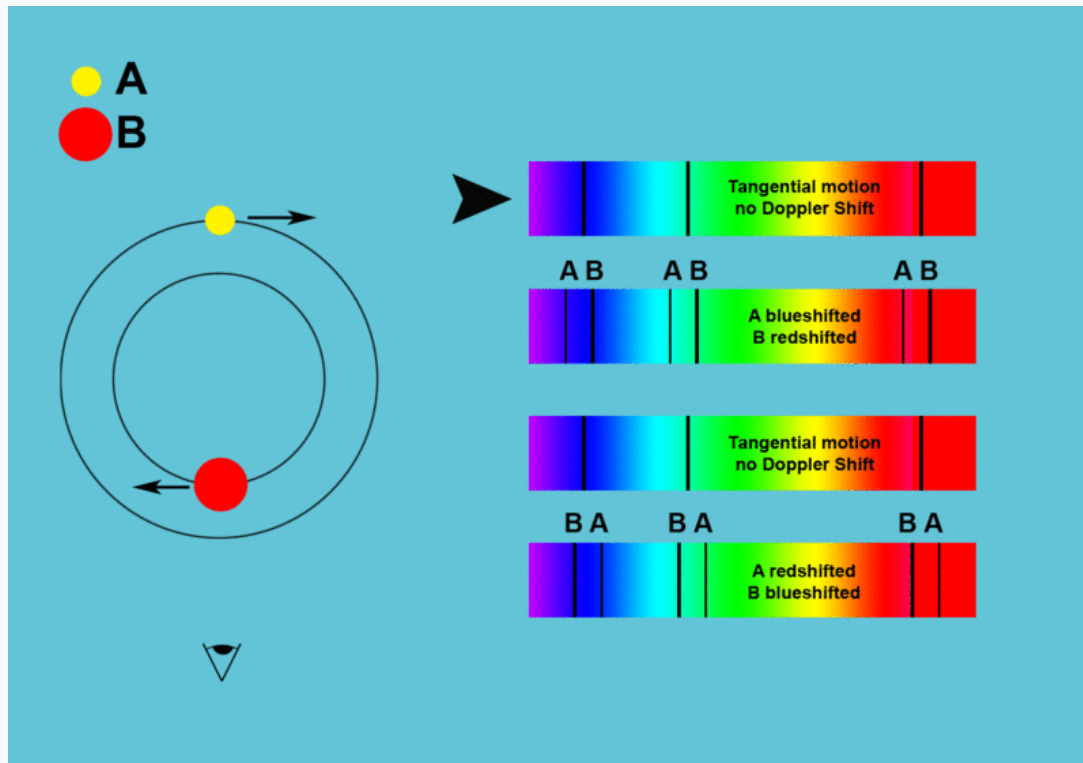 A
B
Tangential motion
no Doppler Shift
A B A B A B
A blueshifted
B redshifted
Tangential motion
no Doppler Shift
B A B A B A
A redshifted
B blueshifted